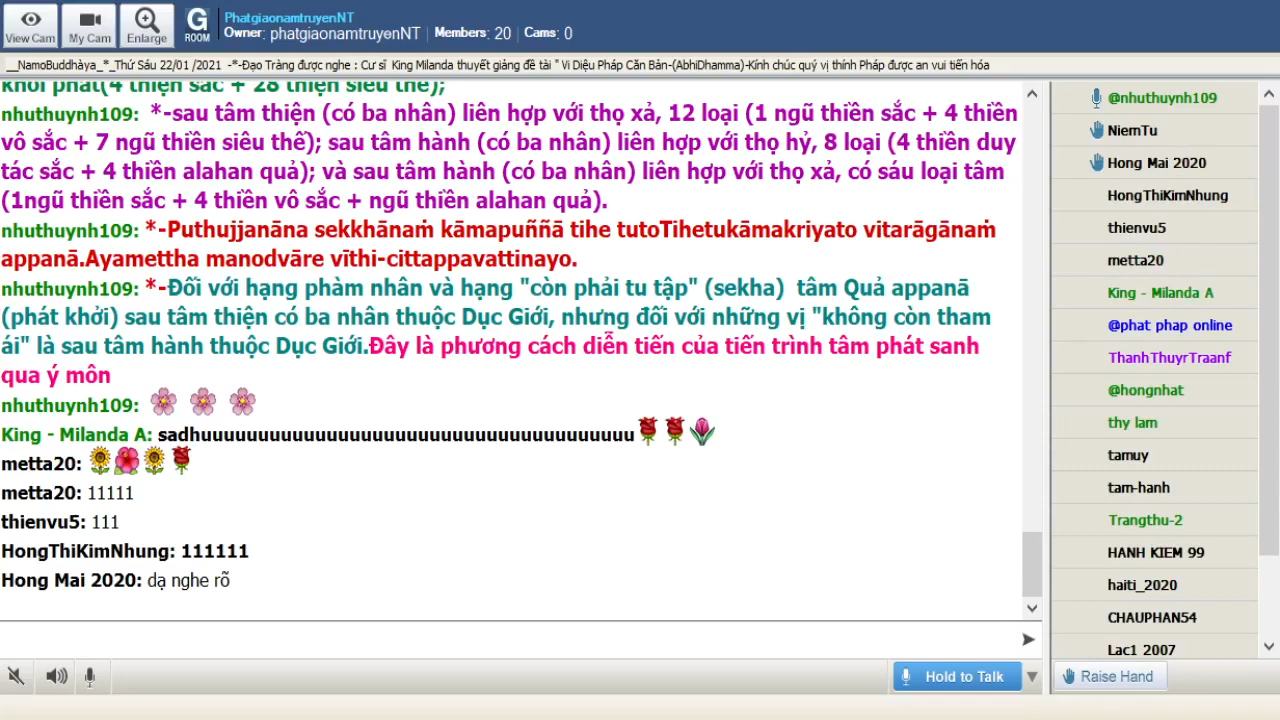 View Cam
My Cam
Enlarge
G
ROOM
PhatgiaonamtruyenNT
Owner: phatgiaonamtruyenNT | Members: 20 | Cams: 0
__NamoBuddhàya_*_Thứ Sáu 22/01 /2021 -*-Đạo Tràng được nghe : Cư sĩ King Milanda thuyết giảng đề tài " Vi Diệu Pháp Căn Bản-(AbhiDhamma)-Kính chúc quý vị thính Pháp được an vui tiến hóa
khởi phát(4 thiện sắc + 28 thiện siêu thế);
nhuthuynh109: *-sau tâm thiện (có ba nhân) liên hợp với thọ xả, 12 loại (1 ngũ thiền sắc + 4 thiền
vô sắc + 7 ngũ thiền siêu thế); sau tâm hành (có ba nhân) liên hợp với thọ hỷ, 8 loại (4 thiền duy
tác sắc + 4 thiền alahan quả); và sau tâm hành (có ba nhân) liên hợp với thọ xả, có sáu loại tâm
(1ngũ thiền sắc + 4 thiền vô sắc + ngũ thiền alahan quả).
nhuthuynh109: *-Puthujjanāna sekkhānaṁ kāmapuññā tihe tutoTihetukāmakriyato vitarāgānaṁ
appanā.Ayamettha manodvāre vīthi-cittappavattinayo.
nhuthuynh109: *-Đối với hạng phàm nhân và hạng "còn phải tu tập" (sekha) tâm Quả appanā
(phát khởi) sau tâm thiện có ba nhân thuộc Dục Giới, nhưng đối với những vị "không còn tham
ái" là sau tâm hành thuộc Dục Giới.Đây là phương cách diễn tiến của tiến trình tâm phát sanh
qua ý môn
nhuthuynh109:
King - Milanda A: sadhuuuuuuuuuuuuuuuuuuuuuuuuuuuuuuuuuuuuuu
metta20:
metta20: 11111
thienvu5: 111
HongThiKimNhung: 111111
Hong Mai 2020: dạ nghe rõ
Hold to Talk
@nhuthuynh109
NiemTu
Hong Mai 2020
HongThiKimNhung
thienvu5
metta20
King - Milanda A
@phat phap online
ThanhThuyrTraanf
@hongnhat
thy lam
tamuy
tam-hanh
Trangthu-2
HANH KIEM 99
haiti_2020
CHAUPHAN54
Lac1 2007
Raise Hand